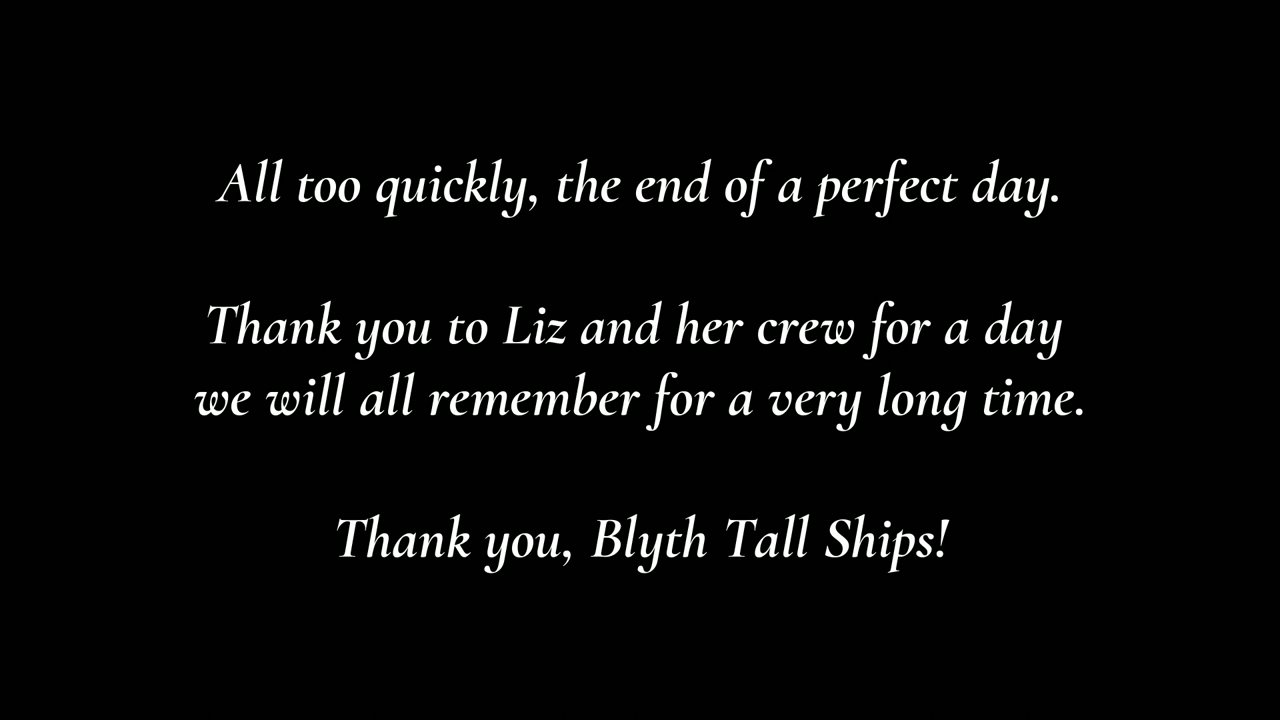 All too quickly, the end of a perfect day.
Thank you to Liz and her crew for a day
we will all remember for a very long time.
Thank you, Blyth Tall Ships!